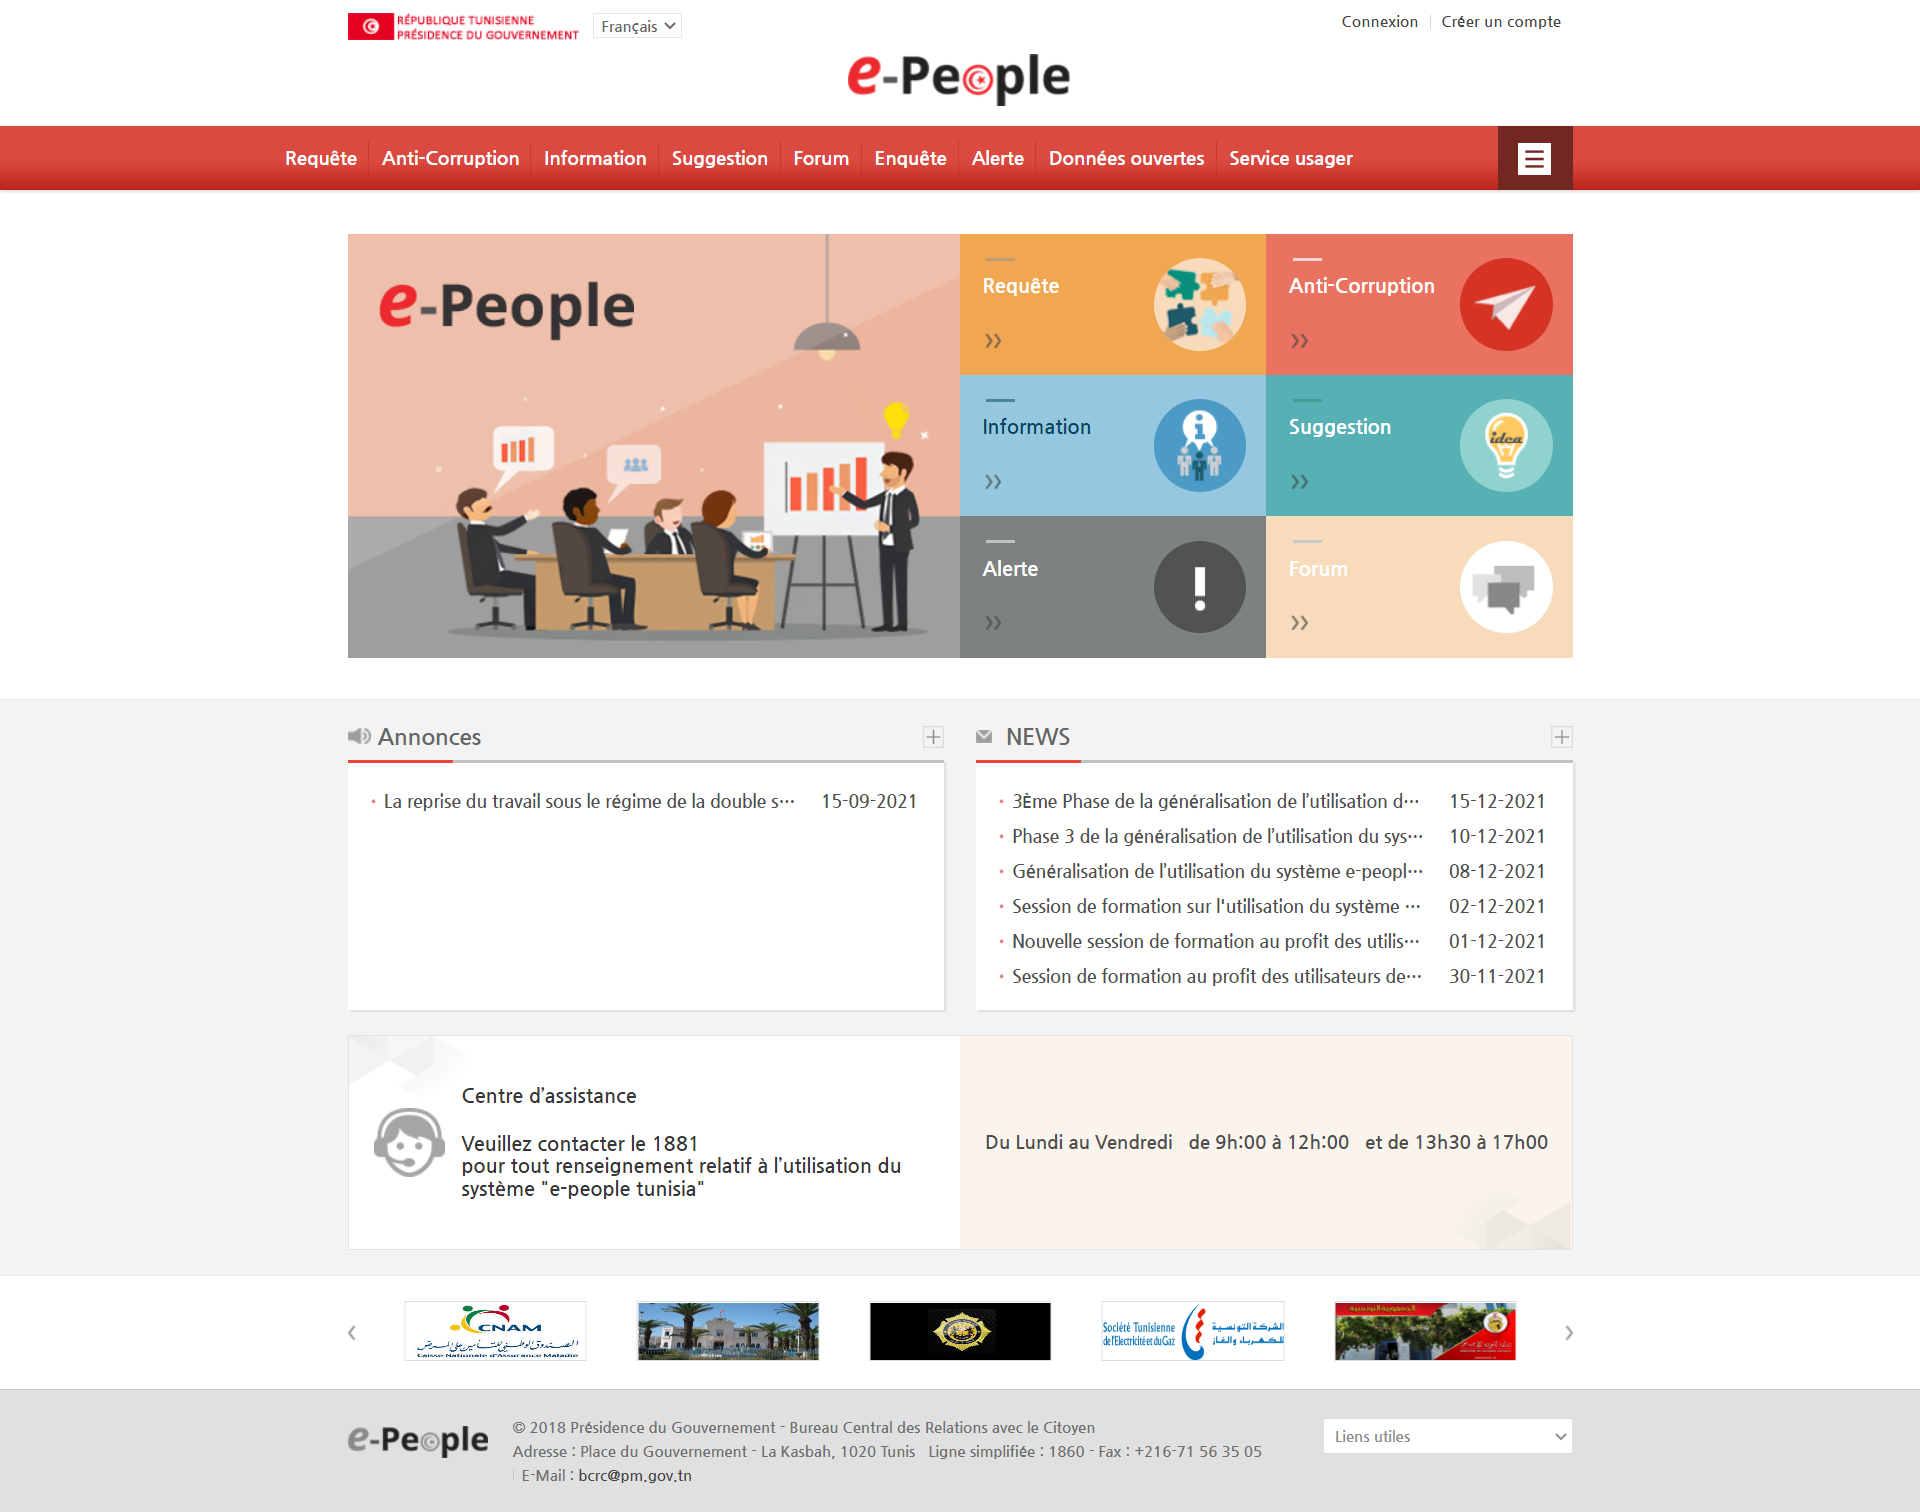 RÉPUBLIQUE TUNISIENNE
PRÉSIDENCE DU GOUVERNEMENT
Français
Connexion
Créer un compte
e-People
Requête
Anti-Corruption
Information
Suggestion
Forum
Enquête
Alerte
Données ouvertes
Service usager
e-People
Requête
Anti-Corruption
Information
Suggestion
idea
Alerte
Forum
Annonces
La reprise du travail sous le régime de la double s… 15-09-2021
NEWS
3Ème Phase de la généralisation de l’utilisation d… 15-12-2021
Phase 3 de la généralisation de l’utilisation du sys… 10-12-2021
Généralisation de l’utilisation du système e-peopl… 08-12-2021
Session de formation sur l'utilisation du système … 02-12-2021
Nouvelle session de formation au profit des utilis… 01-12-2021
Session de formation au profit des utilisateurs de… 30-11-2021
Centre d’assistance
Veuillez contacter le 1881
pour tout renseignement relatif à l’utilisation du
système "e-people tunisia"
Du Lundi au Vendredi de 9h:00 à 12h:00 et de 13h30 à 17h00
CNAM
الصندوق الوطني للتأمين على المرض
Caisse Nationale d'Assurance Maladie
Société Tunisienne
de l'Electricité et du Gaz
الشركة التونسية
للكهرباء والغاز
الجمهورية التونسية
e-People
© 2018 Présidence du Gouvernement - Bureau Central des Relations avec le Citoyen
Adresse : Place du Gouvernement - La Kasbah, 1020 Tunis Ligne simplifiée : 1860 - Fax : +216-71 56 35 05
E-Mail : bcrc@pm.gov.tn
Liens utiles